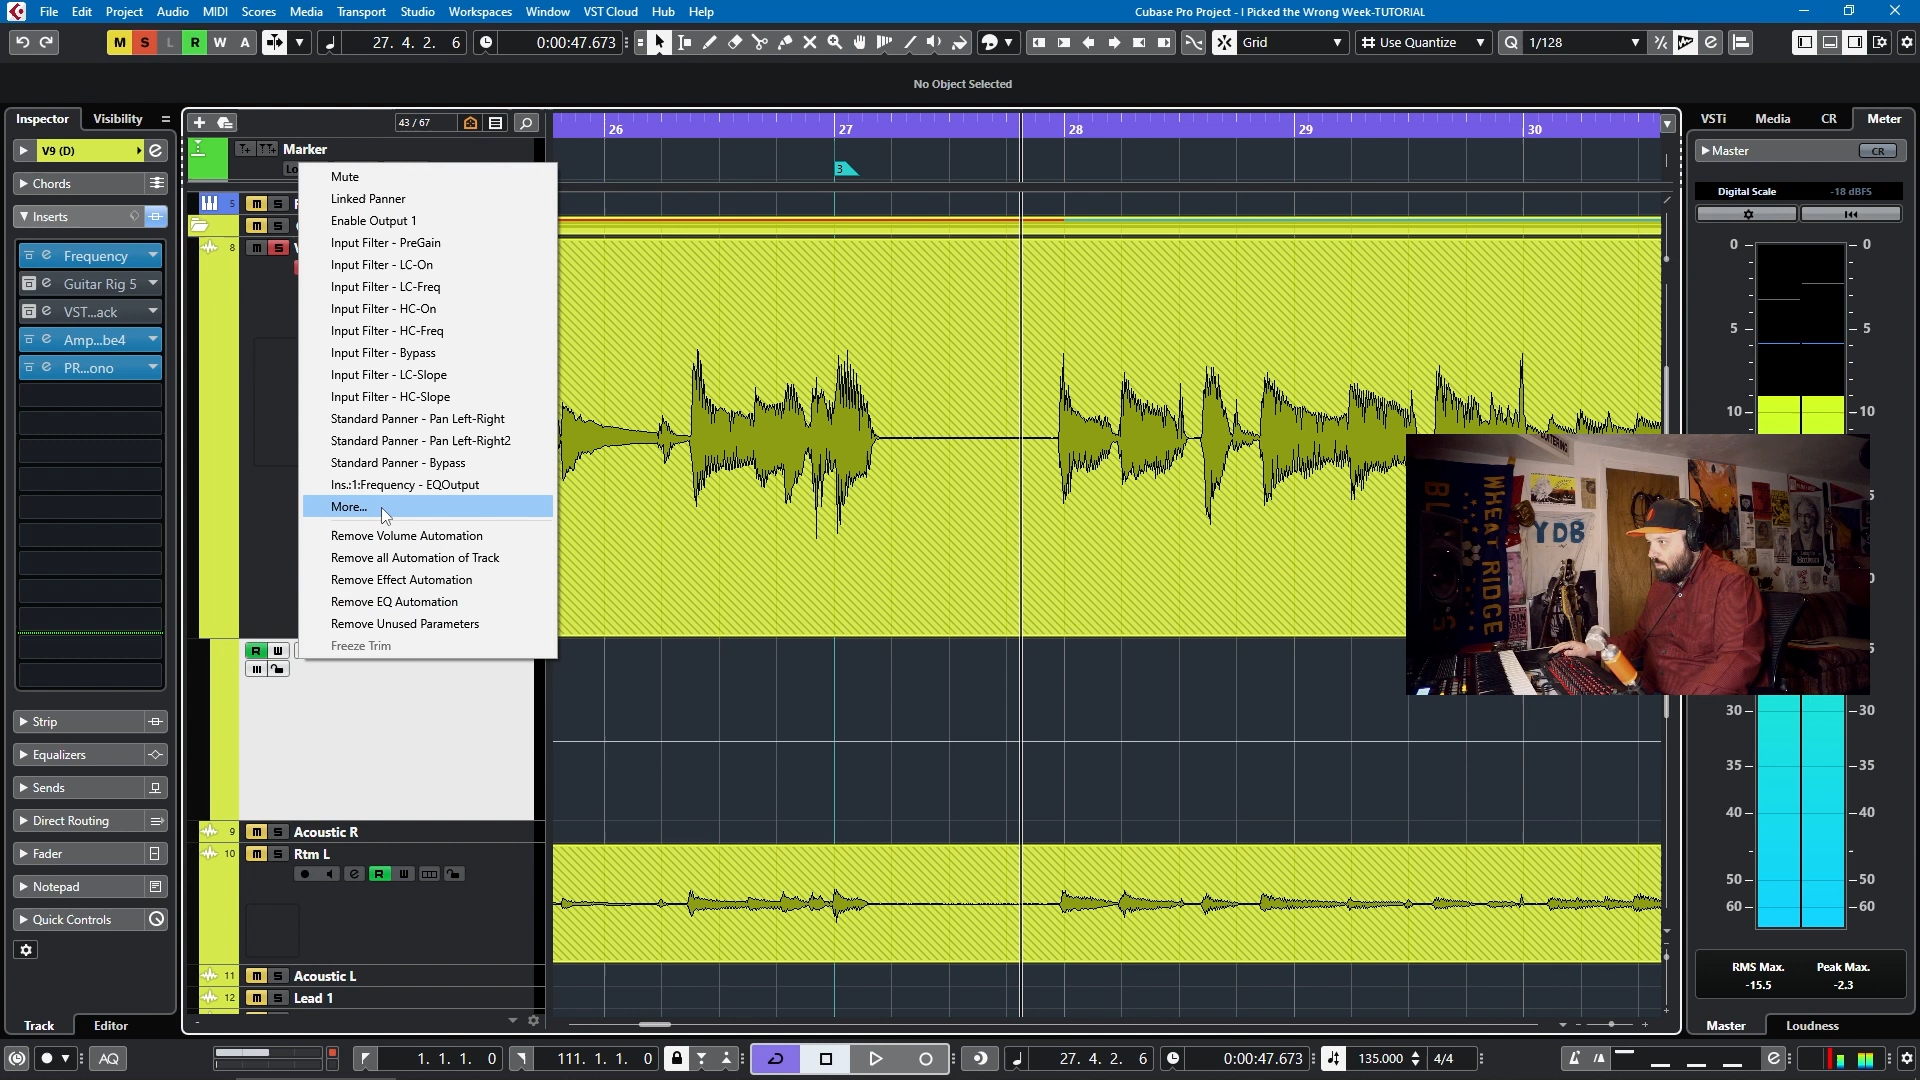 File Edit Project Audio MIDI Scores Media Transport Studio Workspaces Window VST Cloud Hub Help
Cubase Pro Project - I Picked the Wrong Week-TUTORIAL
M S L R W A
27. 4. 2. 6
0:00:47.673
Grid
Use Quantize
Q 1/128
No Object Selected
Inspector Visibility
V9 (D)
Chords
Inserts
Frequency
Guitar Rig 5
VST...ack
Amp...be4
PR...ono
Strip
Equalizers
Sends
Direct Routing
Fader
Notepad
Quick Controls
Track Editor
43 / 67
Marker
26 27 28 29 30
3
5 m S
m S
8 m S
Mute
Linked Panner
Enable Output 1
Input Filter - PreGain
Input Filter - LC-On
Input Filter - LC-Freq
Input Filter - HC-On
Input Filter - HC-Freq
Input Filter - Bypass
Input Filter - LC-Slope
Input Filter - HC-Slope
Standard Panner - Pan Left-Right
Standard Panner - Pan Left-Right2
Standard Panner - Bypass
Ins.:1:Frequency - EQOutput
More...
Remove Volume Automation
Remove all Automation of Track
Remove Effect Automation
Remove EQ Automation
Remove Unused Parameters
Freeze Trim
R W
9 m S Acoustic R
10 m S Rtm L
e R W
11 m S Acoustic L
12 m S Lead 1
VSTi Media CR Meter
Master CR
Digital Scale -18 dBFS
0 0
5 5
10 10
30 30
35 35
40 40
50 50
60 60
RMS Max. Peak Max.
-15.5 -2.3
Master Loudness
WHEAT RIDGE
YDB
AQ
1. 1. 1. 0
111. 1. 1. 0
27. 4. 2. 6
0:00:47.673
135.000
4/4